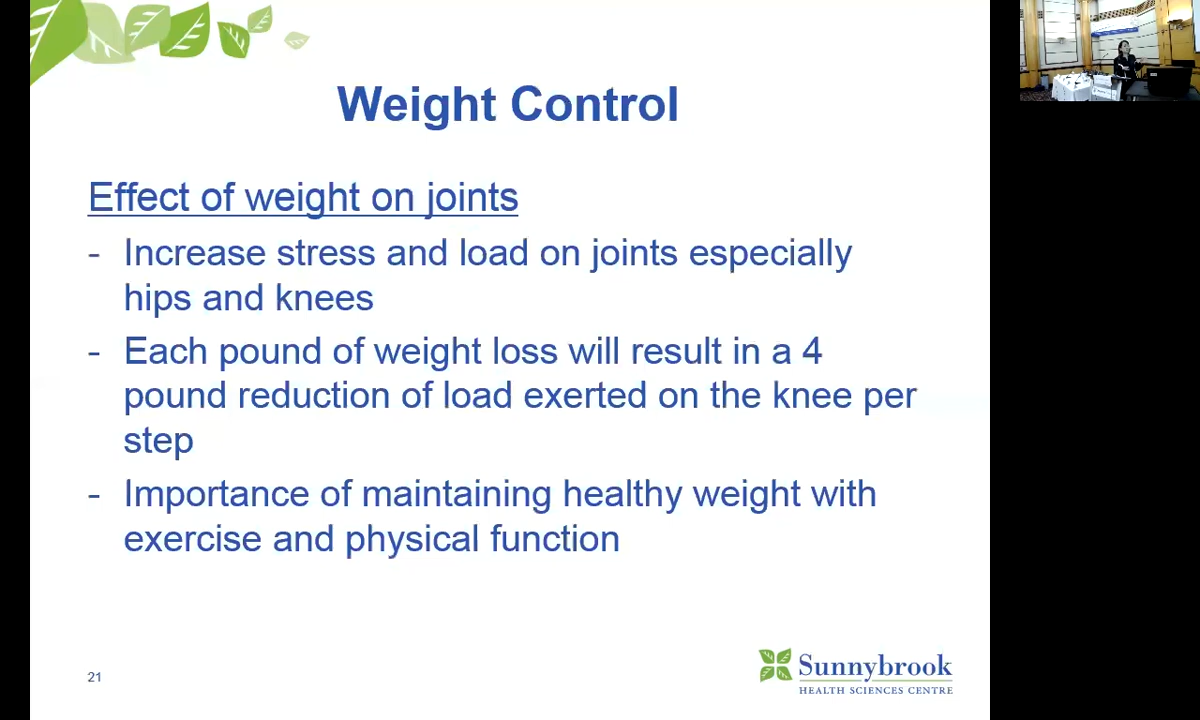 Weight Control
Effect of weight on joints
- Increase stress and load on joints especially
hips and knees
- Each pound of weight loss will result in a 4
pound reduction of load exerted on the knee per
step
- Importance of maintaining healthy weight with
exercise and physical function
21
Sunnybrook
HEALTH SCIENCES CENTRE